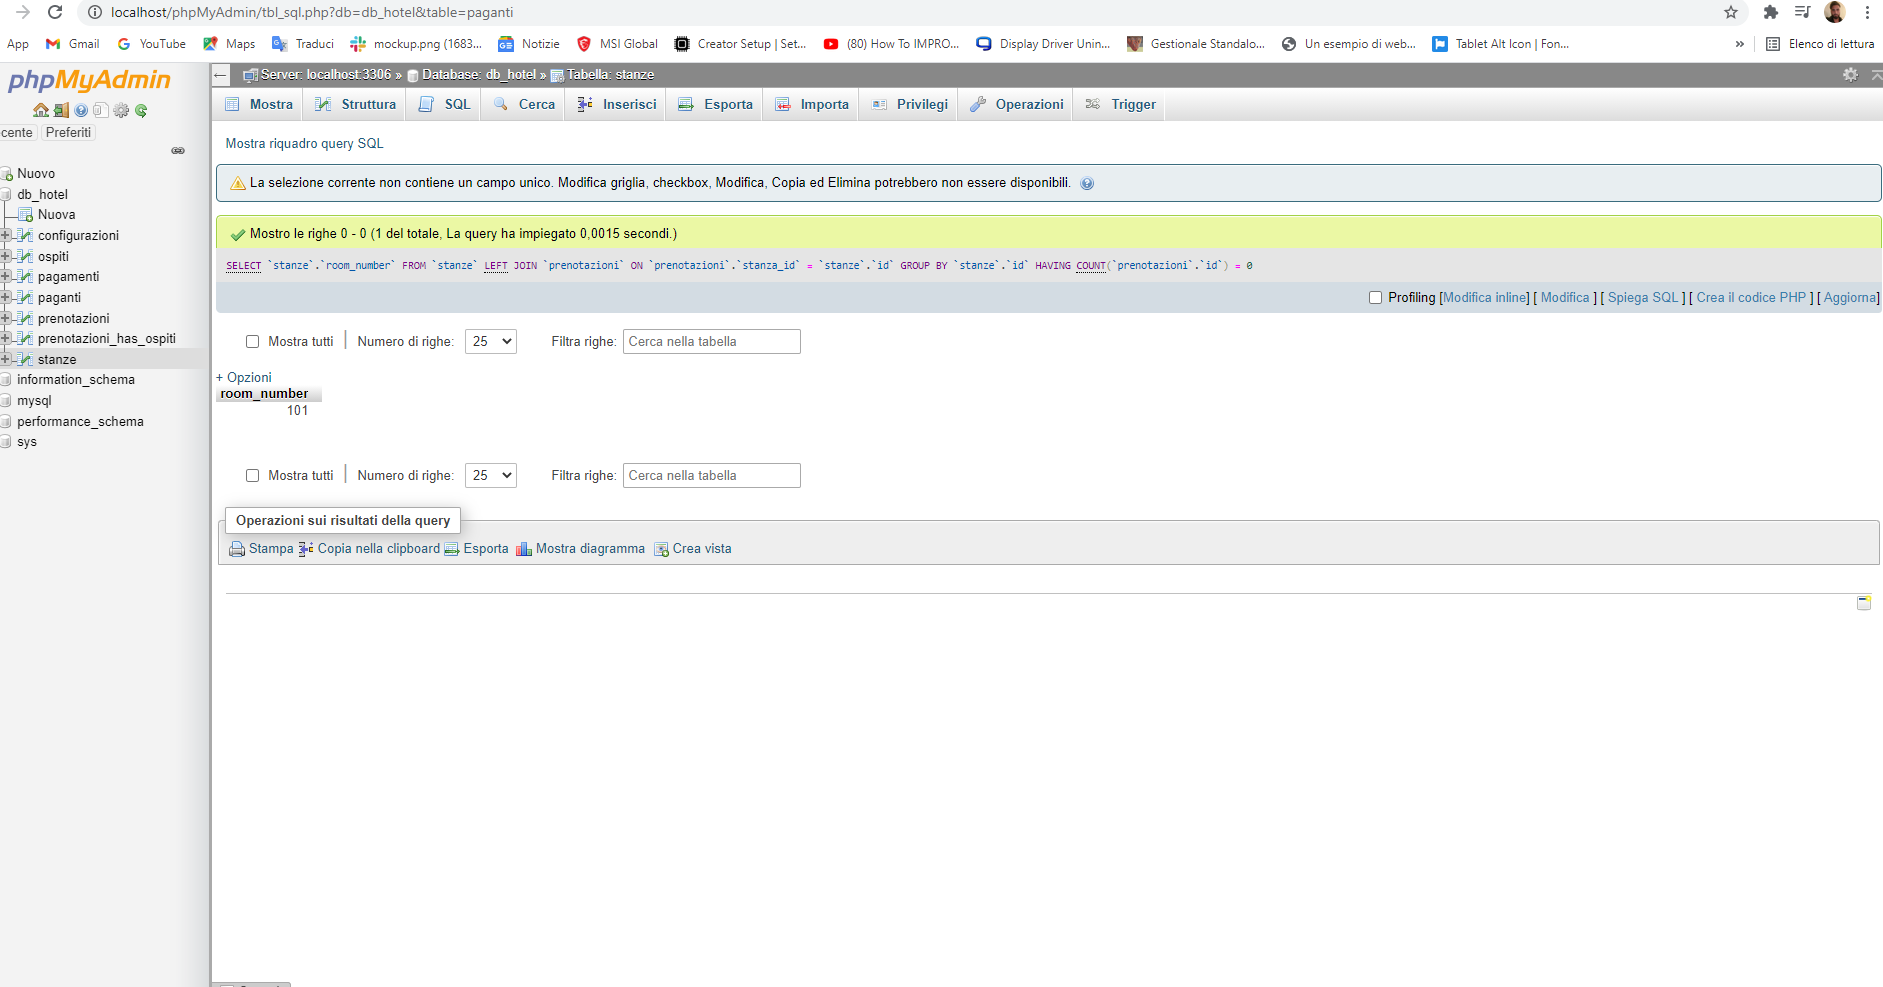 localhost/phpMyAdmin/tbl_sql.php?db=db_hotel&table=paganti
App Gmail YouTube Maps Traduci mockup.png (1683... Notizie MSI Global Creator Setup | Set... (80) How To IMPRO... Display Driver Unin... Gestionale Standalo... Un esempio di web... Tablet Alt Icon | Fon... » Elenco di lettura
phpMyAdmin
cente Preferiti
Nuovo
db_hotel
Nuova
configurazioni
ospiti
pagamenti
paganti
prenotazioni
prenotazioni_has_ospiti
stanze
information_schema
mysql
performance_schema
sys
Server: localhost:3306 » Database: db_hotel » Tabella: stanze
Mostra Struttura SQL Cerca Inserisci Esporta Importa Privilegi Operazioni Trigger
Mostra riquadro query SQL
La selezione corrente non contiene un campo unico. Modifica griglia, checkbox, Modifica, Copia ed Elimina potrebbero non essere disponibili.
Mostro le righe 0 - 0 (1 del totale, La query ha impiegato 0,0015 secondi.)
SELECT `stanze`.`room_number` FROM `stanze` LEFT JOIN `prenotazioni` ON `prenotazioni`.`stanza_id` = `stanze`.`id` GROUP BY `stanze`.`id` HAVING COUNT(`prenotazioni`.`id`) = 0
Profiling [Modifica inline] [ Modifica ] [ Spiega SQL ] [ Crea il codice PHP ] [ Aggiorna]
Mostra tutti Numero di righe: 25 Filtra righe: Cerca nella tabella
+ Opzioni
room_number
101
Mostra tutti Numero di righe: 25 Filtra righe: Cerca nella tabella
Operazioni sui risultati della query
Stampa Copia nella clipboard Esporta Mostra diagramma Crea vista